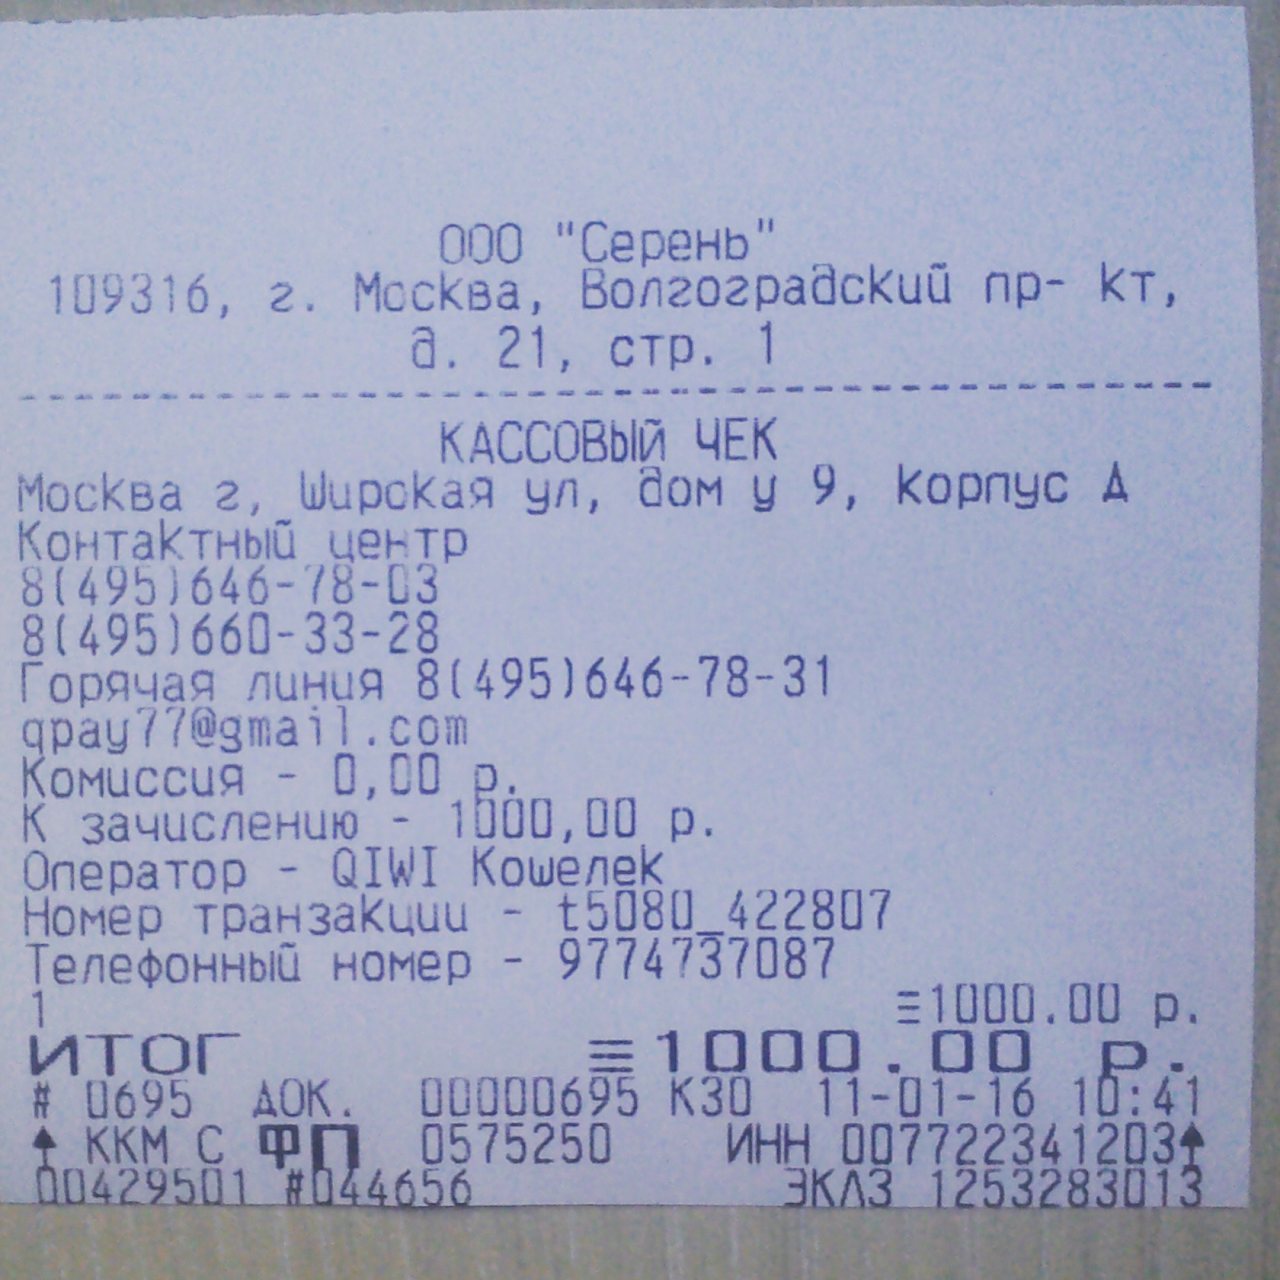 ООО "Серень"
109316, г. Москва, Волгоградский пр- кт,
д. 21, стр. 1
КАССОВЫЙ ЧЕК
Москва г, Широкая ул, дом у 9, корпус А
Контактный центр
8(495)646-78-03
8(495)660-33-28
Горячая линия 8(495)646-78-31
qpay77@gmail.com
Комиссия - 0,00 р.
К зачислению - 1000,00 р.
Оператор - QIWI Кошелек
Номер транзакции - t5080_422807
Телефонный номер - 9774737087
1 ≡1000.00 р.
ИТОГ ≡1000.00 р.
# 0695 ДОК. 00000695 К30 11-01-16 10:41
ККМ С ФП 0575250 ИНН 007722341203
00429501 #044656 ЭКЛЗ 1253283013